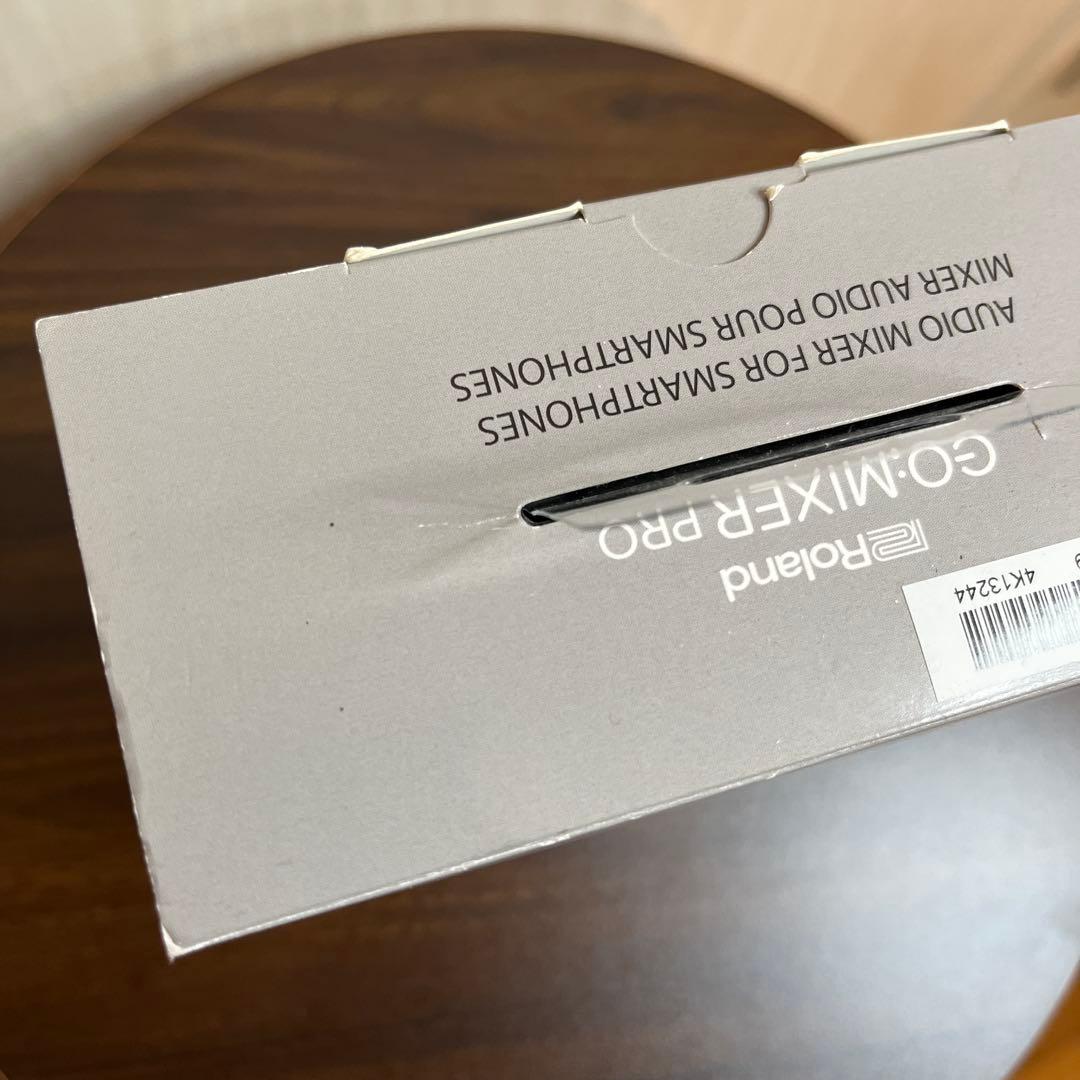 Roland
GO:MIXER PRO
AUDIO MIXER FOR SMARTPHONES
MIXER AUDIO POUR SMARTPHONES
4K13244